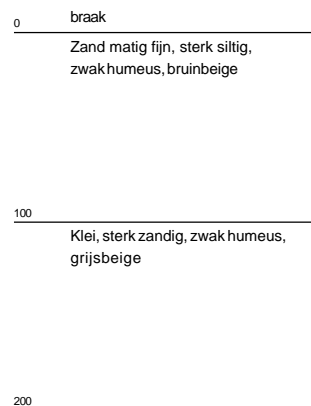 0 braak
Zand matig fijn, sterk siltig,
zwak humeus, bruinbeige
100
Klei, sterk zandig, zwak humeus,
grijsbeige
200